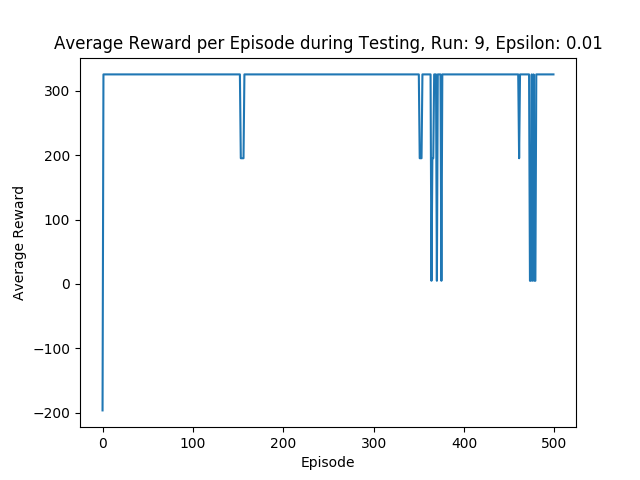 Average Reward per Episode during Testing, Run: 9, Epsilon: 0.01
300
200
100
0
−100
−200
Average Reward
0 100 200 300 400 500
Episode